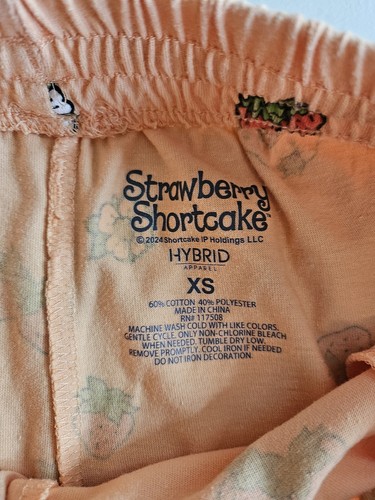 Strawberry
Shortcake™
© 2024 Shortcake IP Holdings LLC
HYBRID
APPAREL
XS
60% COTTON 40% POLYESTER
MADE IN CHINA
RN# 117508
MACHINE WASH COLD WITH LIKE COLORS,
GENTLE CYCLE. ONLY NON-CHLORINE BLEACH
WHEN NEEDED. TUMBLE DRY LOW.
REMOVE PROMPTLY. COOL IRON IF NEEDED
DO NOT IRON DECORATION.